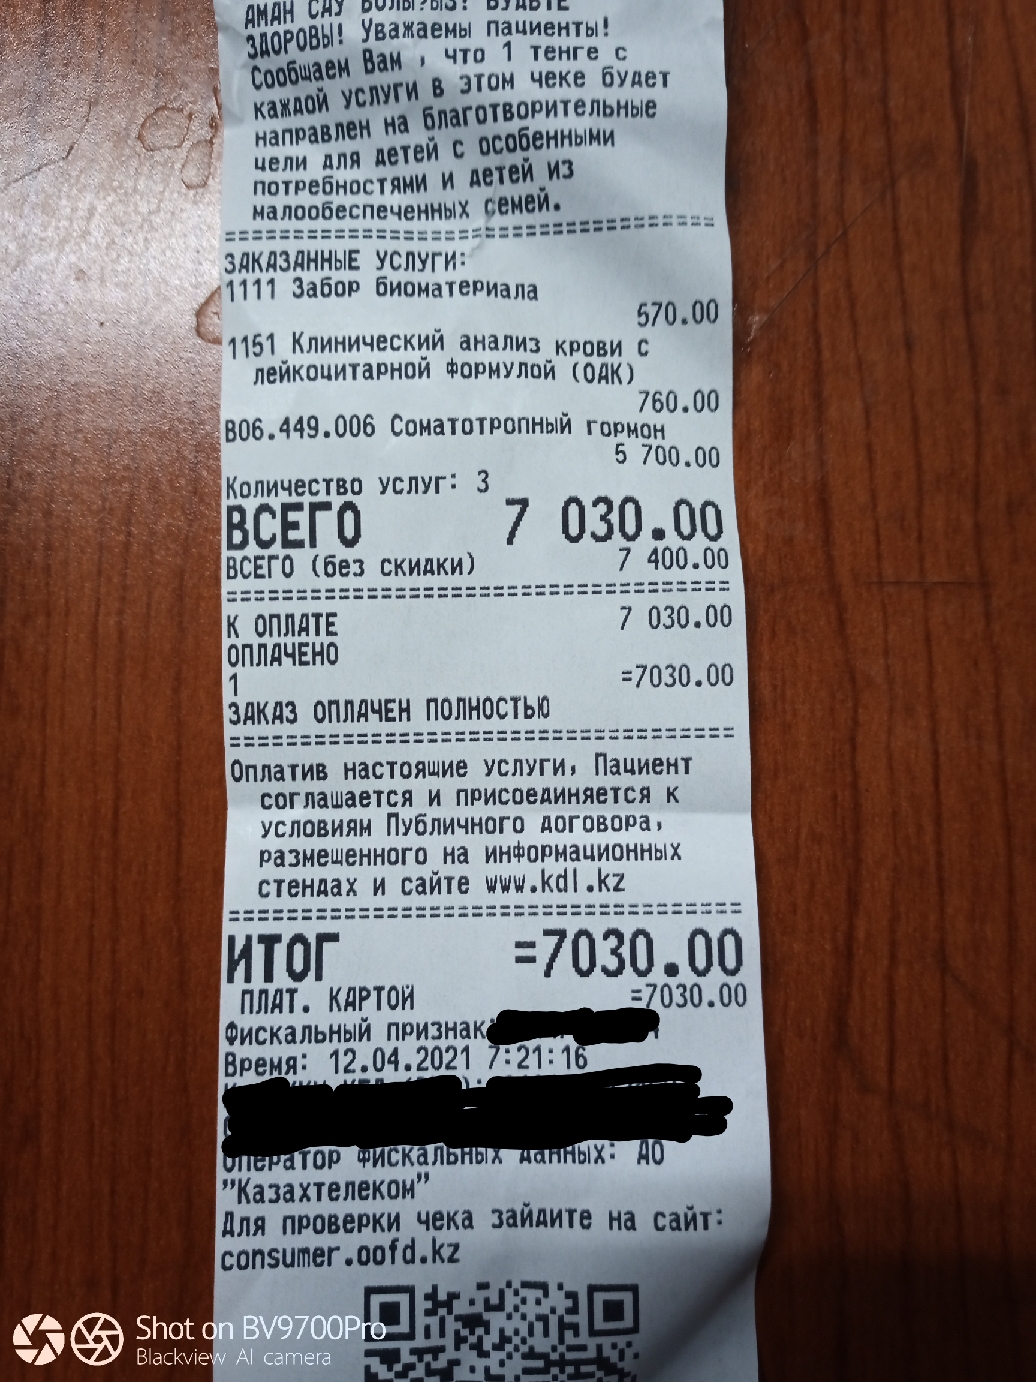 АМАН САУ БОЛЫ?ЫЗ! БУДЬТЕ
ЗДОРОВЫ! Уважаемы пациенты!
Сообщаем Вам , что 1 тенге с
каждой услуги в этом чеке будет
направлен на благотворительные
цели для детей с особенными
потребностями и детей из
малообеспеченных семей.
ЗАКАЗАННЫЕ УСЛУГИ:
1111 Забор биоматериала
570.00
1151 Клинический анализ крови с
лейкоцитарной формулой (ОАК)
760.00
B06.449.006 Соматотропный гормон
5 700.00
Количество услуг: 3
ВСЕГО 7 030.00
ВСЕГО (без скидки) 7 400.00
К ОПЛАТЕ 7 030.00
ОПЛАЧЕНО
1 =7030.00
ЗАКАЗ ОПЛАЧЕН ПОЛНОСТЬЮ
Оплатив настоящие услуги, Пациент
соглашается и присоединяется к
условиям Публичного договора,
размещенного на информационных
стендах и сайте www.kdl.kz
ИТОГ =7030.00
ПЛАТ. КАРТОЙ =7030.00
Фискальный признак
Время: 12.04.2021 7:21:16
Оператор фискальных данных: АО
"Казахтелеком"
Для проверки чека зайдите на сайт:
consumer.oofd.kz
Shot on BV9700Pro
Blackview AI camera